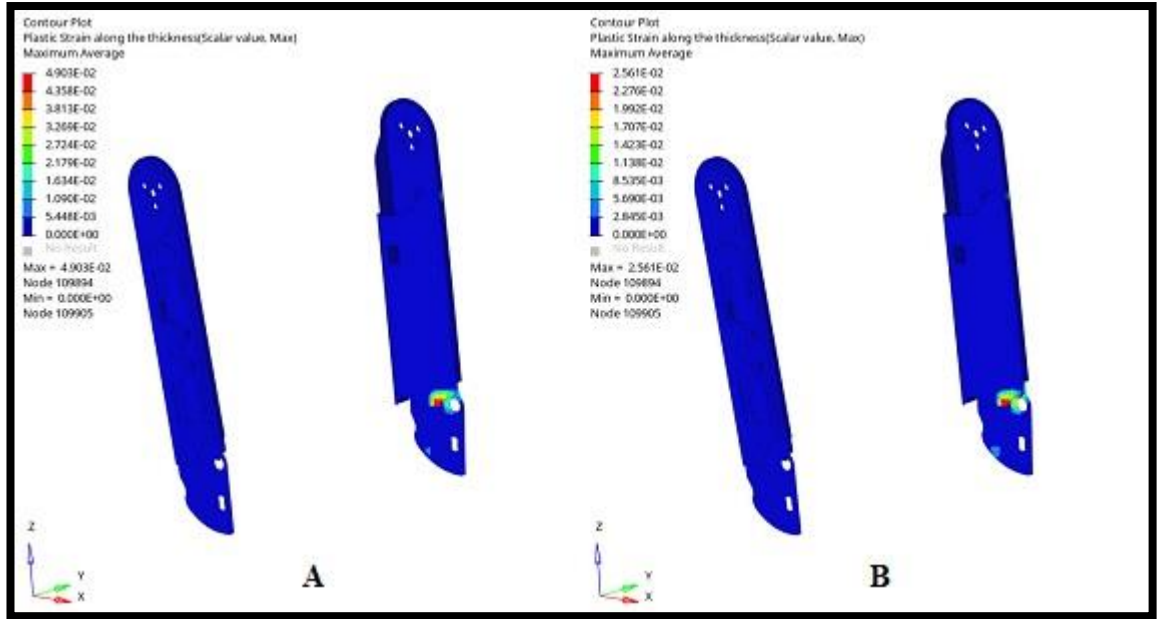 Contour Plot
Plastic Strain along the thickness(Scalar value, Max)
Maximum Average
4.903E-02
4.358E-02
3.813E-02
3.269E-02
2.724E-02
2.179E-02
1.634E-02
1.090E-02
5.448E-03
0.000E+00
No Result
Max = 4.903E-02
Node 109894
Min = 0.000E+00
Node 109905
Z
Y
X
A
Contour Plot
Plastic Strain along the thickness(Scalar value, Max)
Maximum Average
2.561E-02
2.276E-02
1.992E-02
1.707E-02
1.423E-02
1.138E-02
8.535E-03
5.690E-03
2.845E-03
0.000E+00
No Result
Max = 2.561E-02
Node 109894
Min = 0.000E+00
Node 109905
Z
Y
X
B